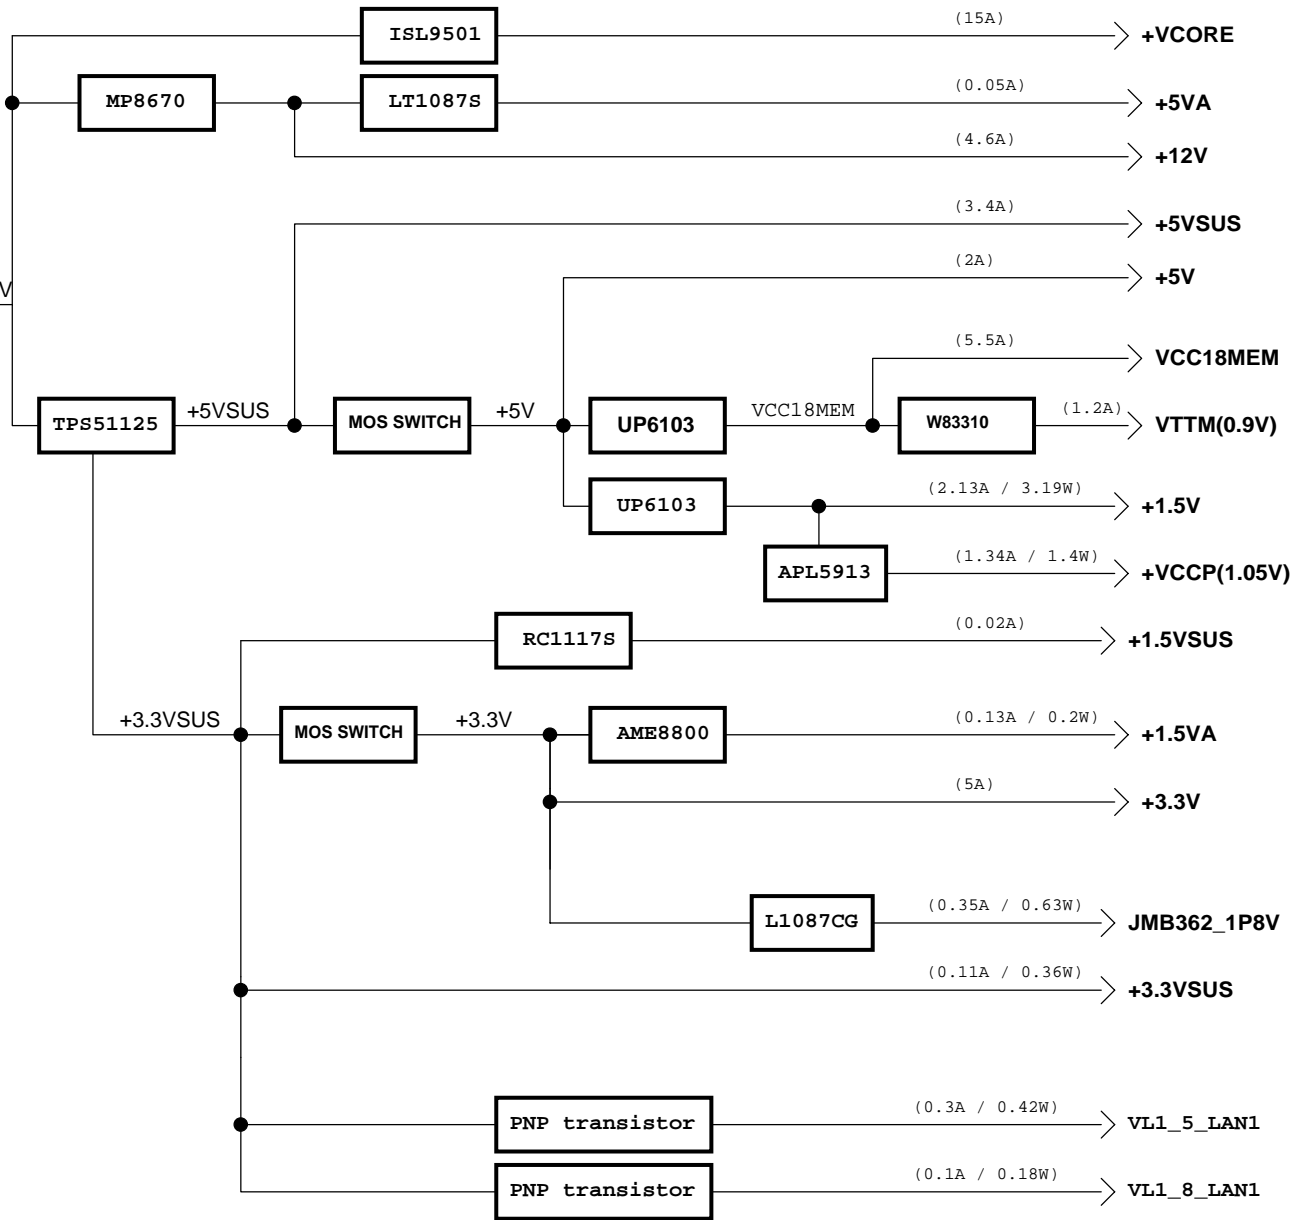 ISL9501 (15A) +VCORE
MP8670 LT1087S (0.05A) +5VA
(4.6A) +12V
(3.4A) +5VSUS
(2A) +5V
V
(5.5A) VCC18MEM
TPS51125 +5VSUS MOS SWITCH +5V UP6103 VCC18MEM W83310 (1.2A) VTTM(0.9V)
UP6103 (2.13A / 3.19W) +1.5V
APL5913 (1.34A / 1.4W) +VCCP(1.05V)
RC1117S (0.02A) +1.5VSUS
+3.3VSUS MOS SWITCH +3.3V AME8800 (0.13A / 0.2W) +1.5VA
(5A) +3.3V
L1087CG (0.35A / 0.63W) JMB362_1P8V
(0.11A / 0.36W) +3.3VSUS
PNP transistor (0.3A / 0.42W) VL1_5_LAN1
PNP transistor (0.1A / 0.18W) VL1_8_LAN1